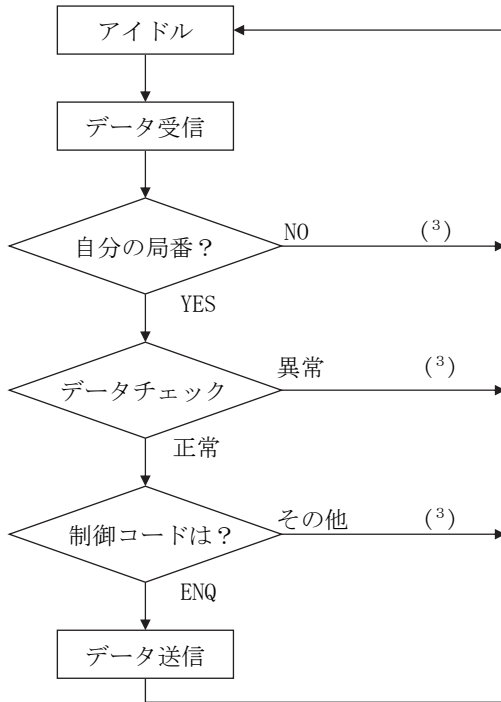 アイドル
データ受信
自分の局番？
NO (³)
YES
データチェック
異常 (³)
正常
制御コードは？
その他 (³)
ENQ
データ送信